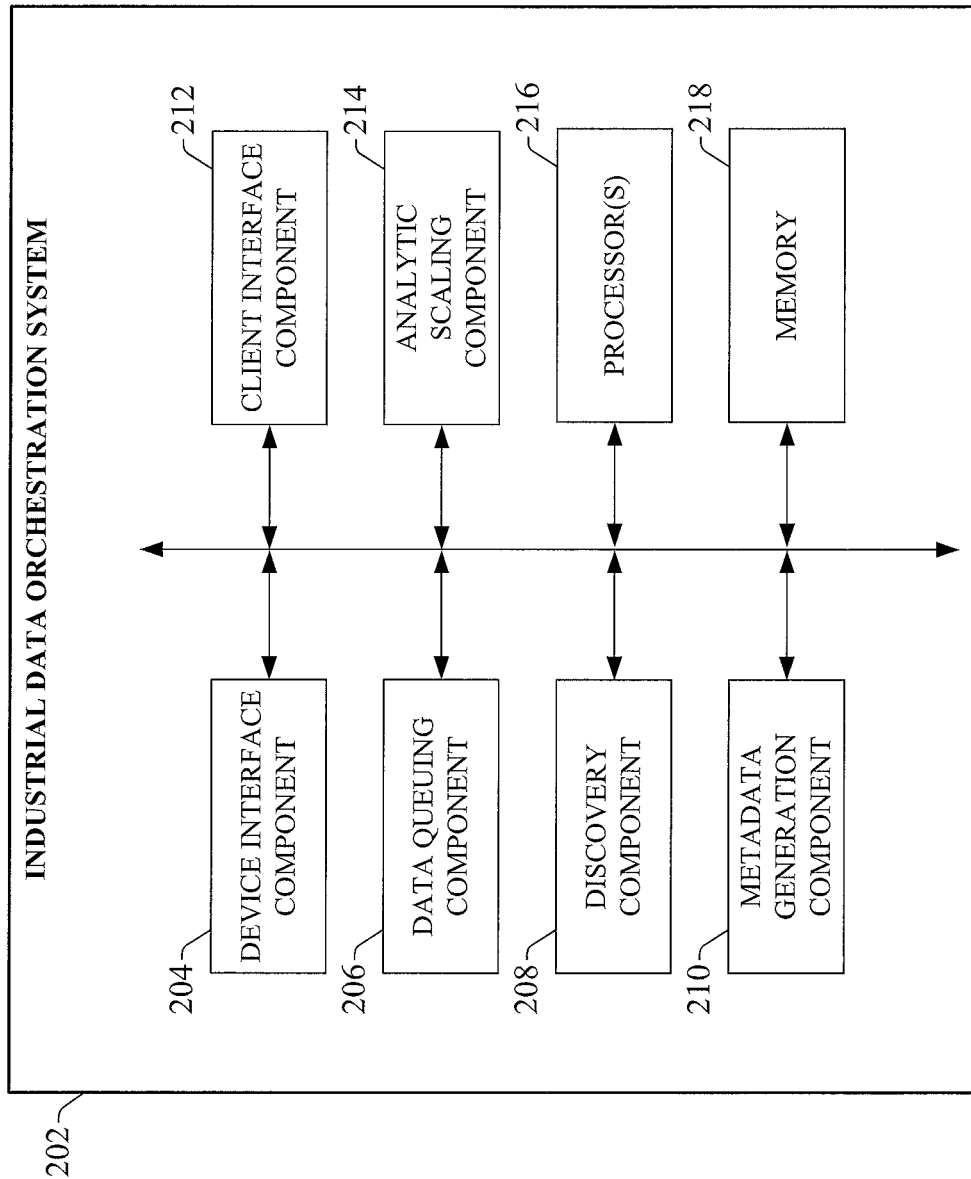 INDUSTRIAL DATA ORCHESTRATION SYSTEM
202
204
DEVICE INTERFACE
COMPONENT
206
DATA QUEUING
COMPONENT
208
DISCOVERY
COMPONENT
210
METADATA
GENERATION
COMPONENT
212
CLIENT INTERFACE
COMPONENT
214
ANALYTIC
SCALING
COMPONENT
216
PROCESSOR(S)
218
MEMORY